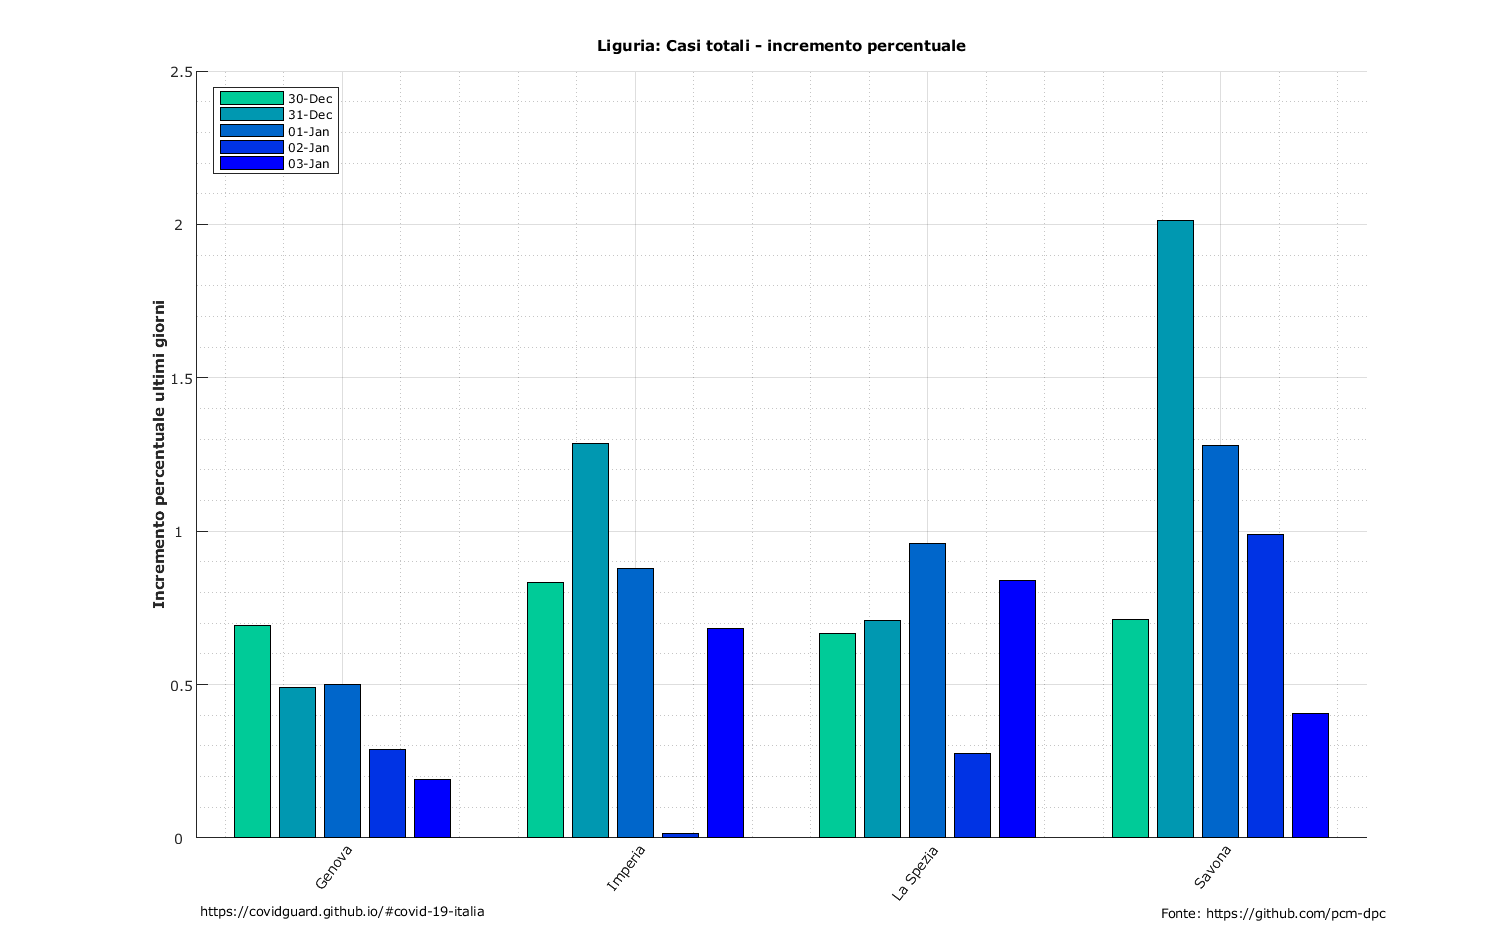 Liguria: Casi totali - incremento percentuale
2.5
2
1.5
1
0.5
0
Incremento percentuale ultimi giorni
30-Dec
31-Dec
01-Jan
02-Jan
03-Jan
Genova
Imperia
La Spezia
Savona
https://covidguard.github.io/#covid-19-italia
Fonte: https://github.com/pcm-dpc